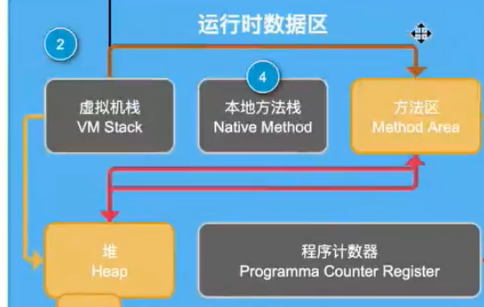 运行时数据区
2
4
虚拟机栈
VM Stack
本地方法栈
Native Method
方法区
Method Area
堆
Heap
程序计数器
Programma Counter Register